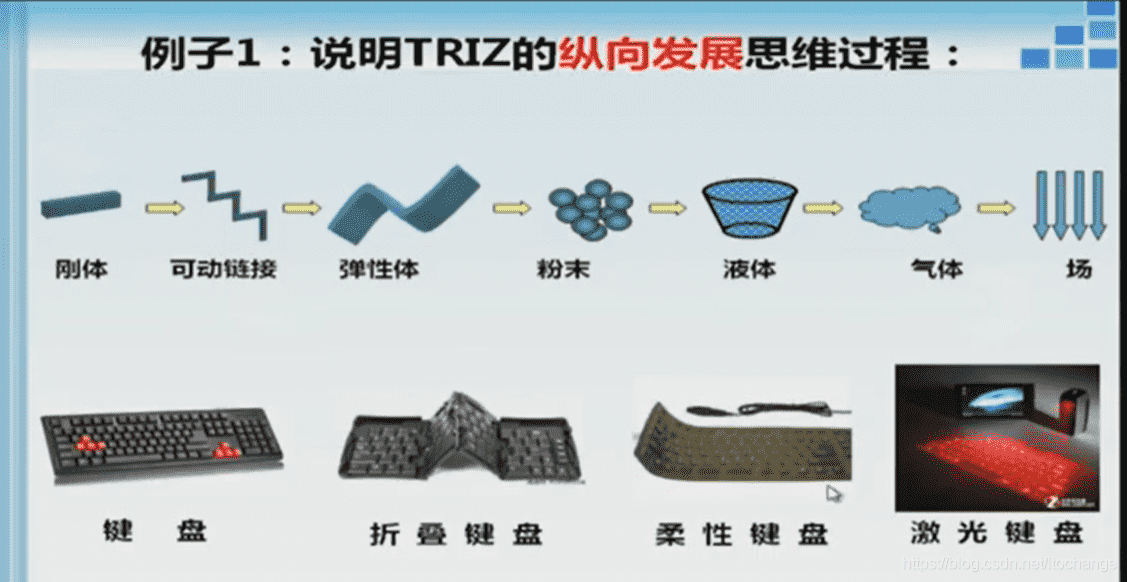 例子1：说明TRIZ的纵向发展思维过程：
刚体 可动链接 弹性体 粉末 液体 气体 场
键 盘 折 叠 键 盘 柔 性 键 盘 激 光 键 盘
https://blog.csdn.net/ltochange